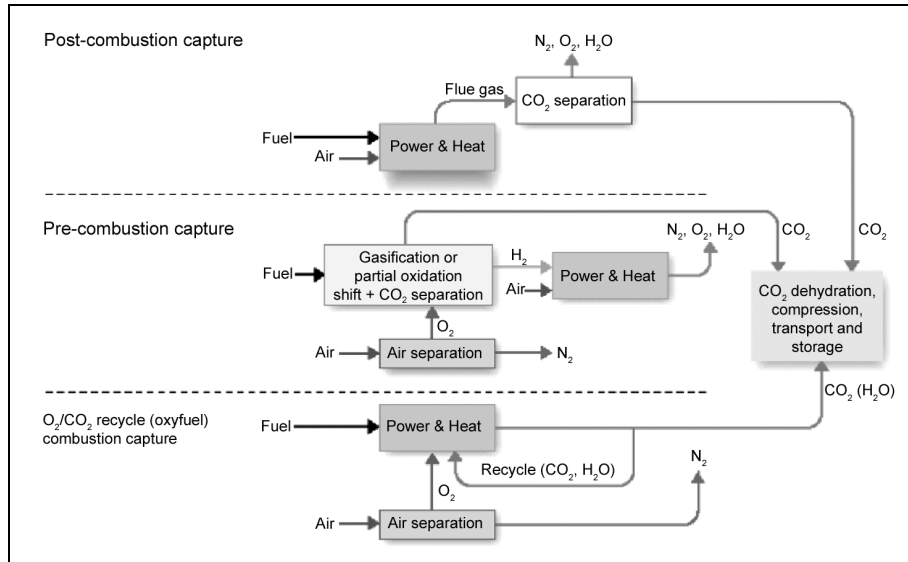 Post-combustion capture
N₂, O₂, H₂O
Flue gas
CO₂ separation
Fuel
Air
Power & Heat
Pre-combustion capture
N₂, O₂, H₂O
CO₂
CO₂
Fuel
Gasification or
partial oxidation
shift + CO₂ separation
H₂
Air
Power & Heat
CO₂ dehydration,
compression,
transport and
storage
O₂
Air
Air separation
N₂
CO₂ (H₂O)
O₂/CO₂ recycle (oxyfuel)
combustion capture
Fuel
Power & Heat
Recycle (CO₂, H₂O)
N₂
O₂
Air
Air separation